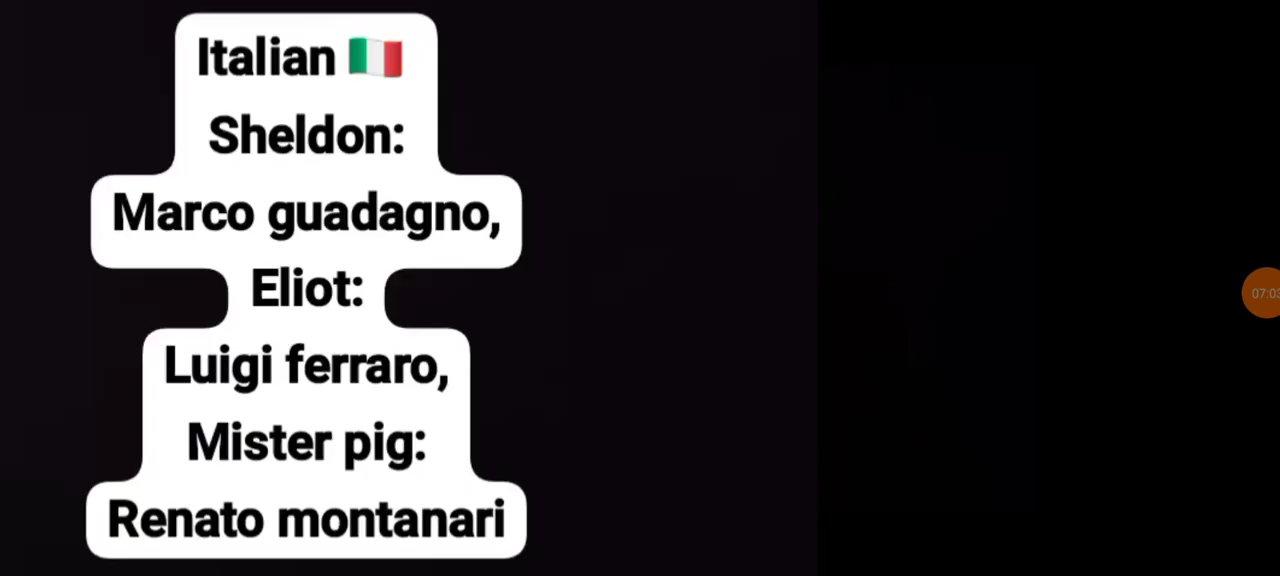 Italian 🇮🇹
Sheldon:
Marco guadagno,
Eliot:
Luigi ferraro,
Mister pig:
Renato montanari